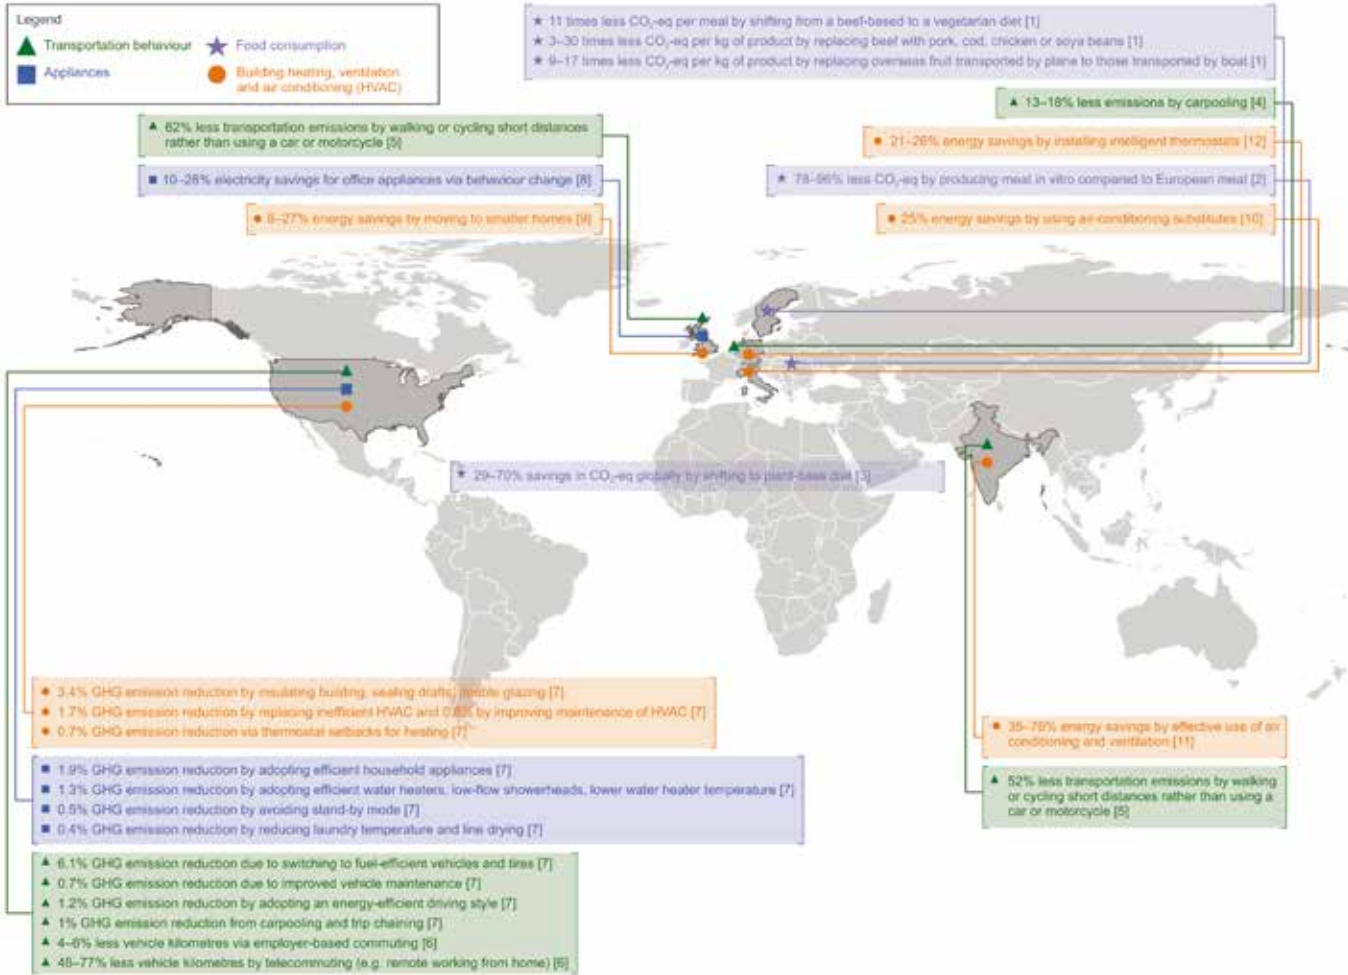 Legend
Transportation behaviour
Food consumption
Appliances
Building heating, ventilation
and air conditioning (HVAC)
11 times less CO₂-eq per meal by shifting from a beef-based to a vegetarian diet [1]
3–30 times less CO₂-eq per kg of product by replacing beef with pork, cod, chicken or soya beans [1]
9–17 times less CO₂-eq per kg of product by replacing overseas fruit transported by plane to those transported by boat [1]
13–18% less emissions by carpooling [4]
62% less transportation emissions by walking or cycling short distances
rather than using a car or motorcycle [5]
21–26% energy savings by installing intelligent thermostats [12]
10–28% electricity savings for office appliances via behaviour change [8]
78–96% less CO₂-eq by producing meat in vitro compared to European meat [2]
8–27% energy savings by moving to smaller homes [9]
25% energy savings by using air-conditioning substitutes [10]
29–70% savings in CO₂-eq globally by shifting to plant-base diet [3]
3.4% GHG emission reduction by insulating building, sealing drafts, double glazing [7]
1.7% GHG emission reduction by replacing inefficient HVAC and by improving maintenance of HVAC [7]
0.7% GHG emission reduction via thermostat setbacks for heating [7]
35–76% energy savings by effective use of air
conditioning and ventilation [11]
1.9% GHG emission reduction by adopting efficient household appliances [7]
1.3% GHG emission reduction by adopting efficient water heaters, low-flow showerheads, lower water heater temperature [7]
0.5% GHG emission reduction by avoiding stand-by mode [7]
0.4% GHG emission reduction by reducing laundry temperature and line drying [7]
52% less transportation emissions by walking
or cycling short distances rather than using a
car or motorcycle [5]
6.1% GHG emission reduction due to switching to fuel-efficient vehicles and tires [7]
0.7% GHG emission reduction due to improved vehicle maintenance [7]
1.2% GHG emission reduction by adopting an energy-efficient driving style [7]
1% GHG emission reduction from carpooling and trip chaining [7]
4–6% less vehicle kilometres via employer-based commuting [6]
45–77% less vehicle kilometres by telecommuting (e.g. remote working from home) [6]